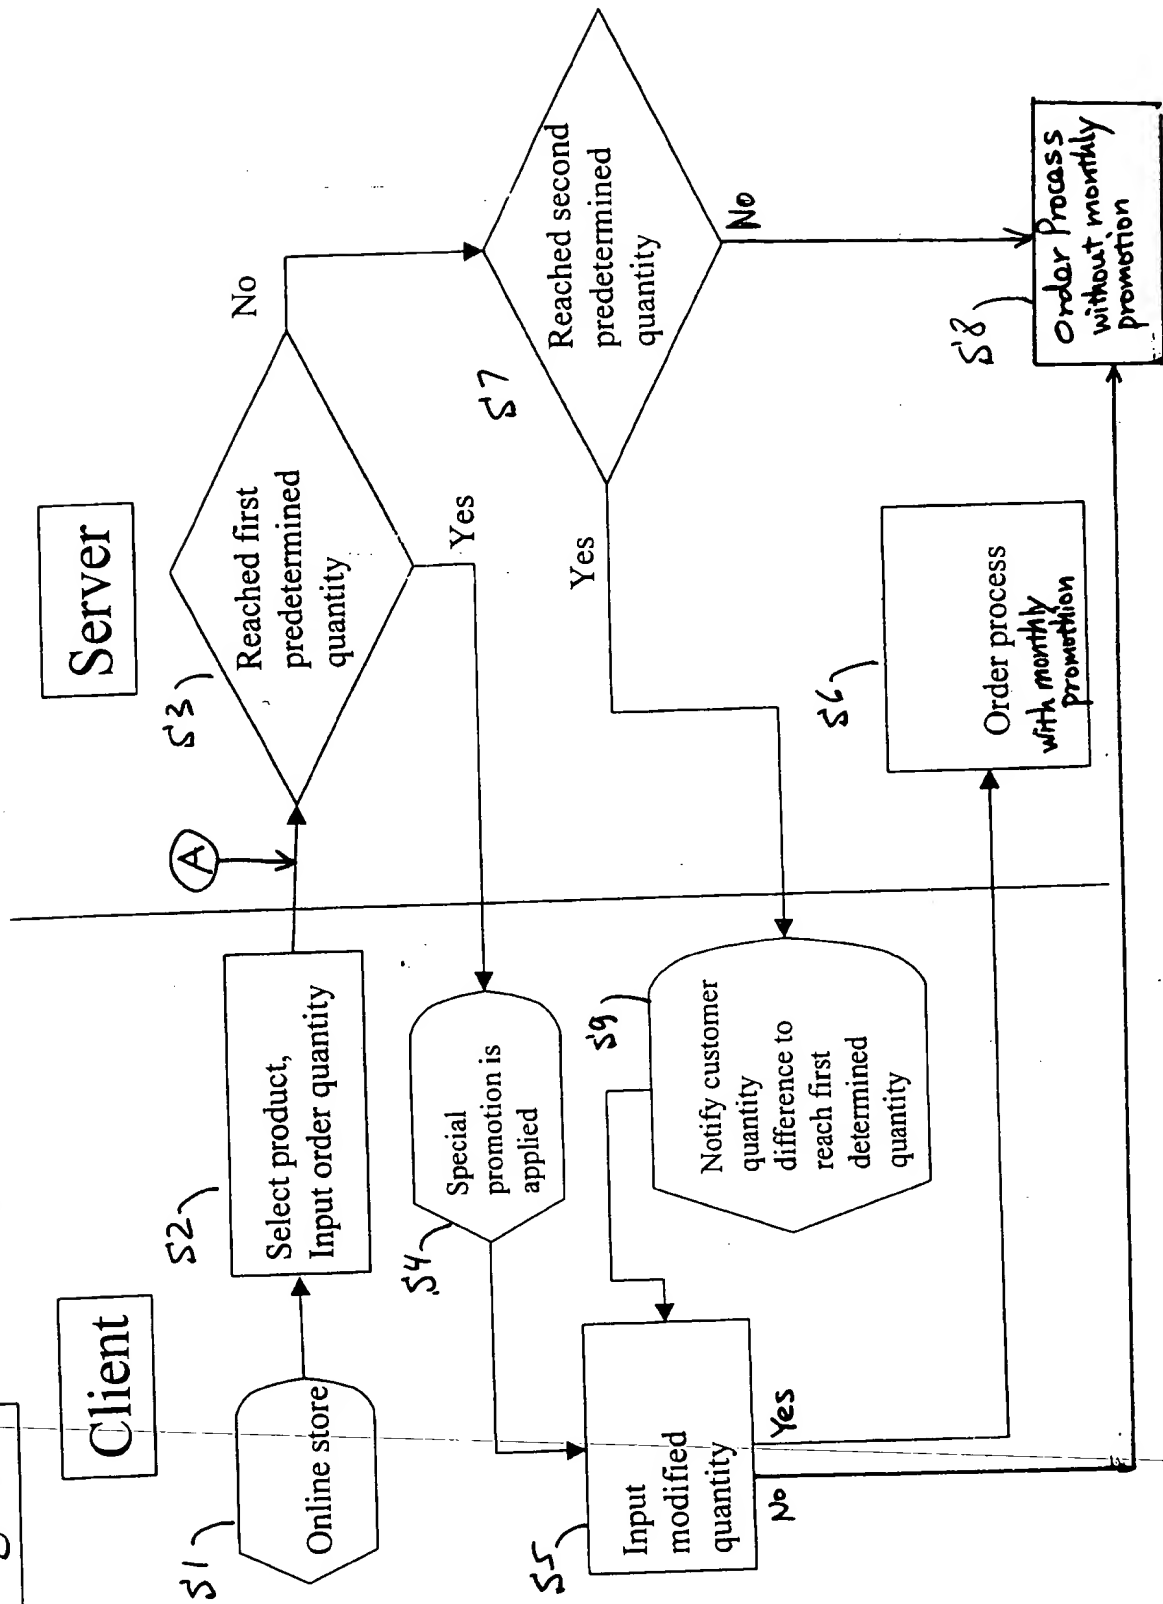 Client
Server
S1
Online store
S2
Select product,
Input order quantity
A
S3
Reached first
predetermined
quantity
No
Yes
S4
Special
promotion is
applied
S7
Reached second
predetermined
quantity
Yes
No
S5
Input
modified
quantity
Yes
No
S9
Notify customer
quantity
difference to
reach first
determined
quantity
S6
Order process
with monthly
promothion
S8
Order Process
without monthly
promotion